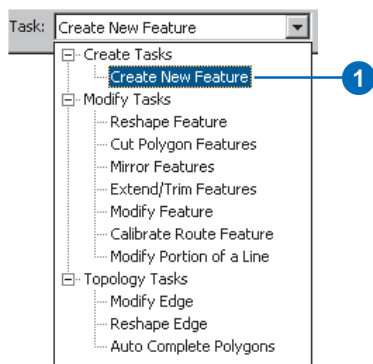 Task: Create New Feature
Create Tasks
Create New Feature 1
Modify Tasks
Reshape Feature
Cut Polygon Features
Mirror Features
Extend/Trim Features
Modify Feature
Calibrate Route Feature
Modify Portion of a Line
Topology Tasks
Modify Edge
Reshape Edge
Auto Complete Polygons